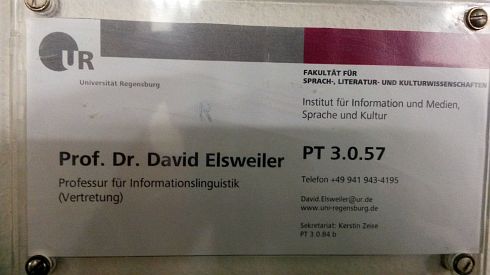 UR
Universität Regensburg
FAKULTÄT FÜR
SPRACH-, LITERATUR- UND KULTURWISSENSCHAFTEN
Institut für Information und Medien,
Sprache und Kultur
Prof. Dr. David Elsweiler
Professur für Informationslinguistik
(Vertretung)
PT 3.0.57
Telefon +49 941 943-4195
David.Elsweiler@ur.de
www.uni-regensburg.de
Sekretariat: Kerstin Zeise
PT 3.0.84 b